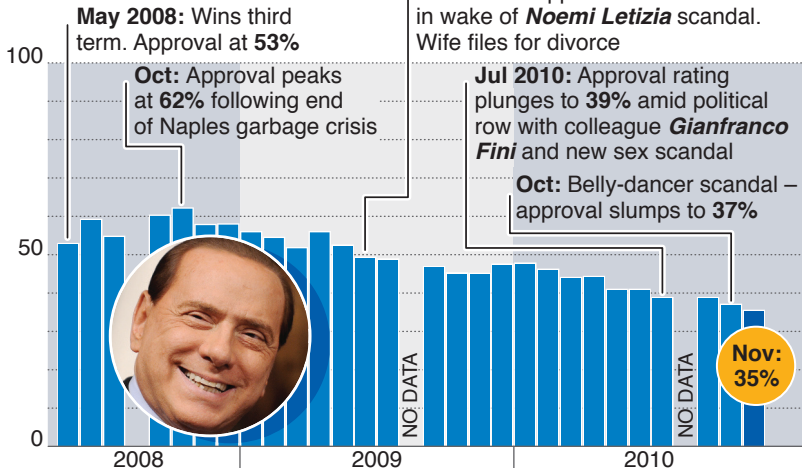 May 2008: Wins third
term. Approval at 53%
in wake of Noemi Letizia scandal.
Wife files for divorce
100
Oct: Approval peaks
at 62% following end
of Naples garbage crisis
Jul 2010: Approval rating
plunges to 39% amid political
row with colleague Gianfranco
Fini and new sex scandal
Oct: Belly-dancer scandal –
approval slumps to 37%
50
NO DATA
NO DATA
Nov:
35%
0
2008
2009
2010